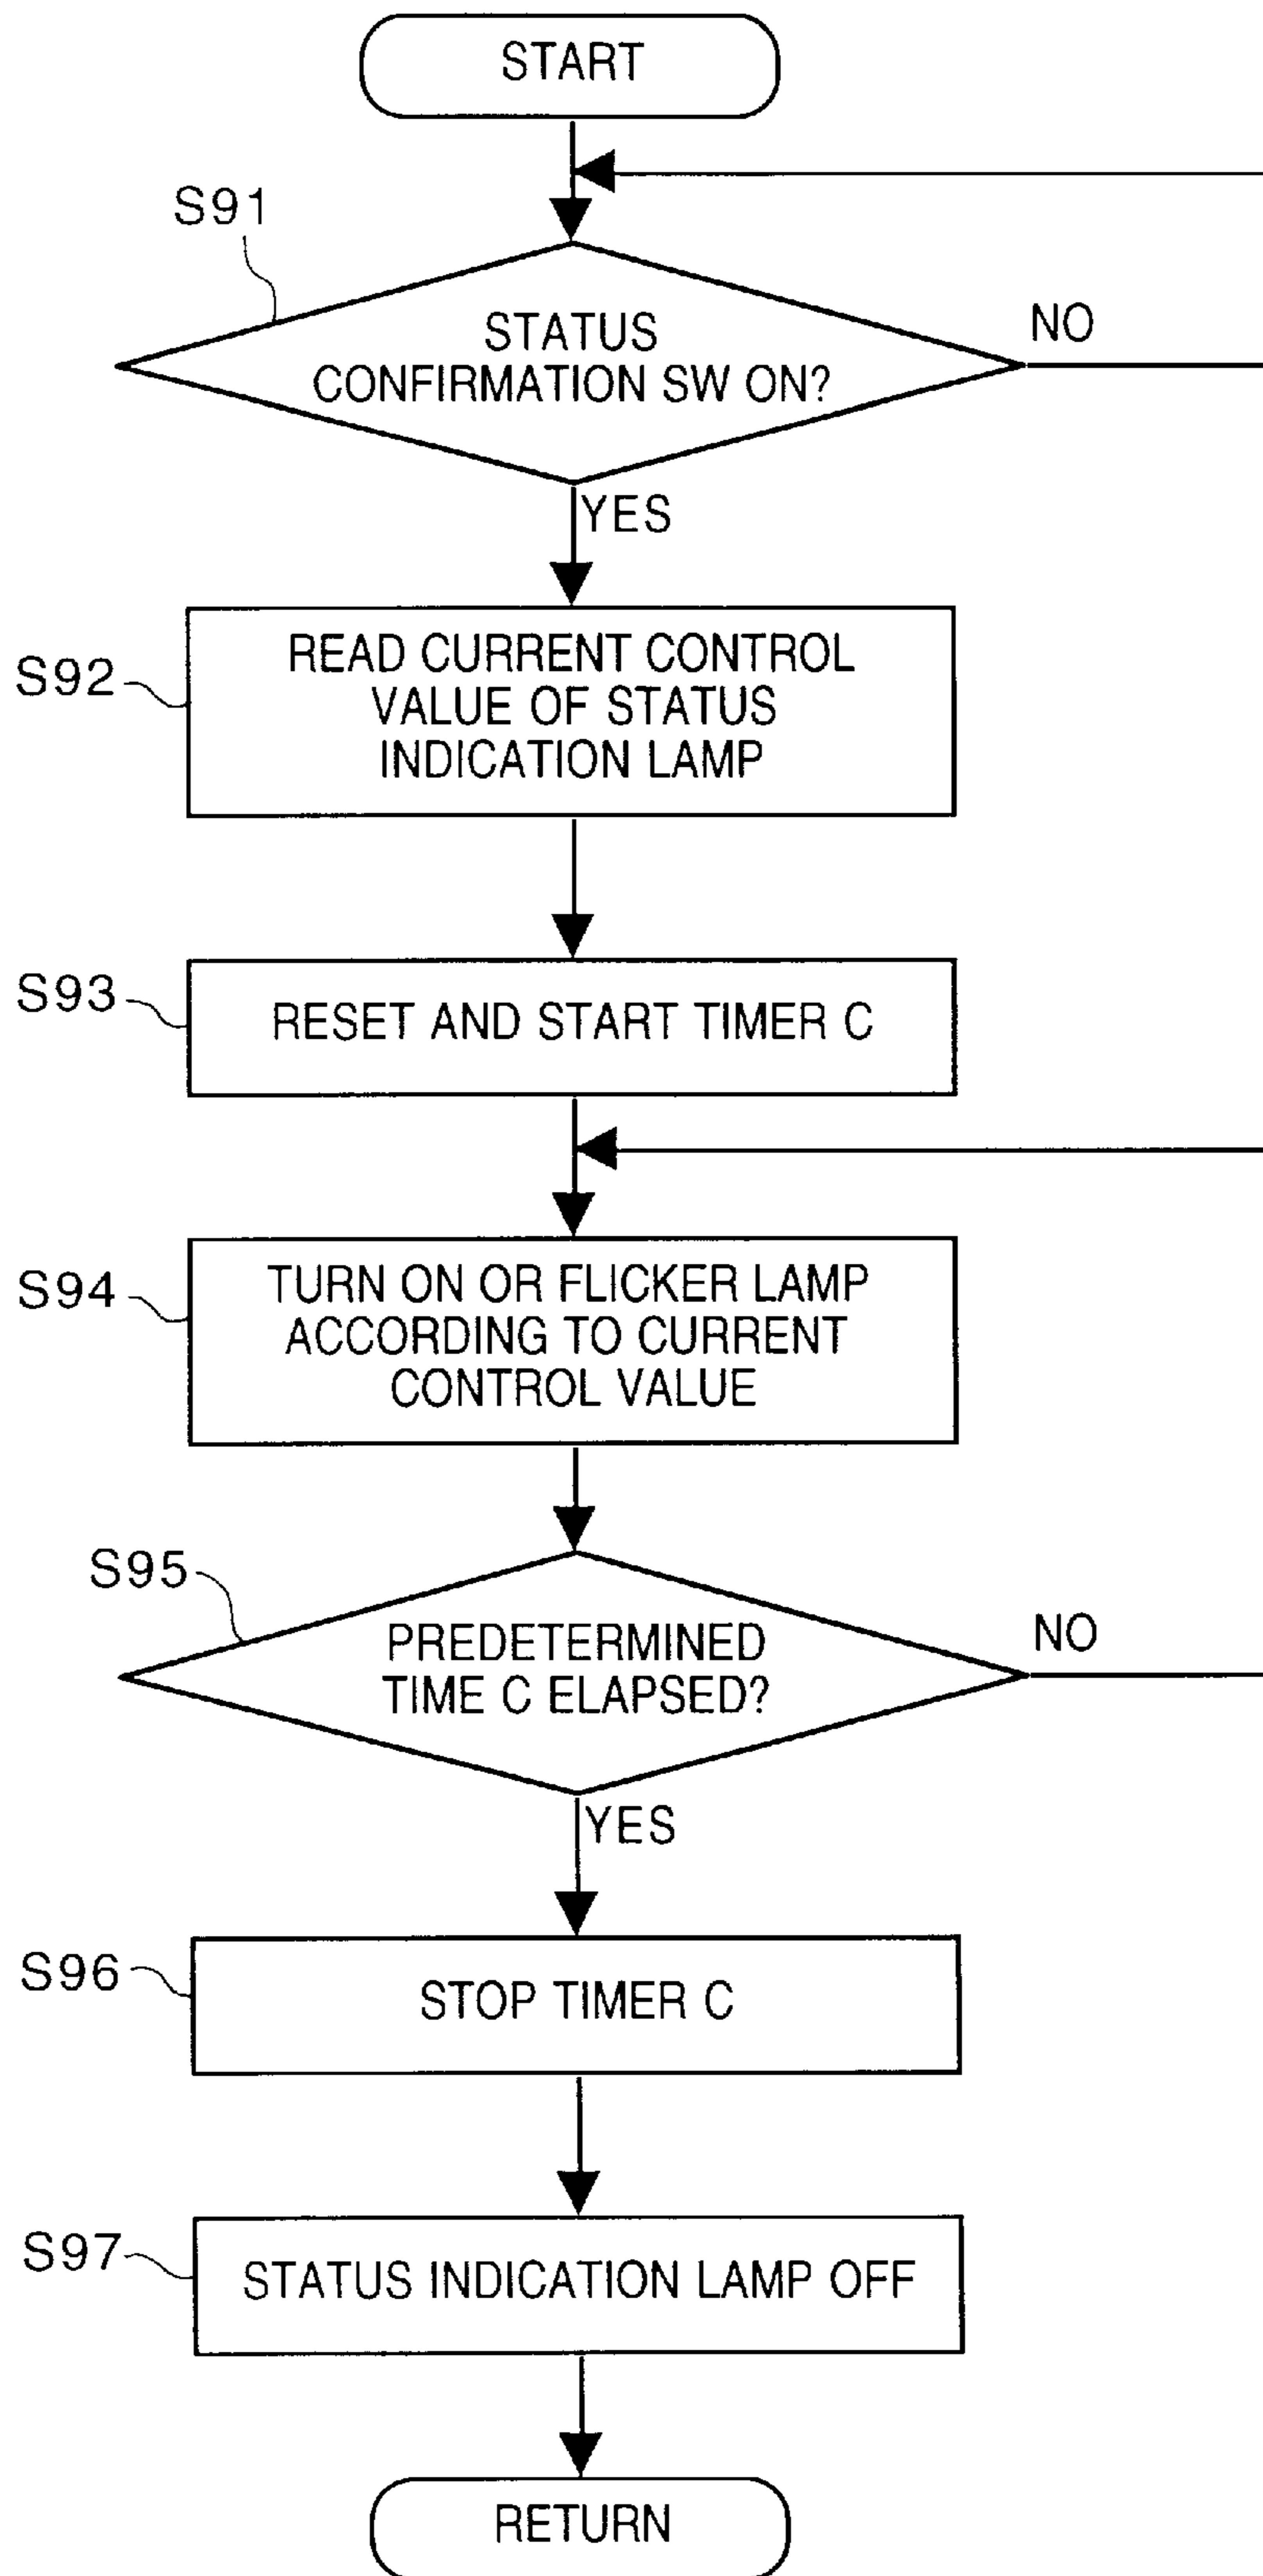 START
S91
STATUS
CONFIRMATION SW ON?
NO
YES
S92
READ CURRENT CONTROL
VALUE OF STATUS
INDICATION LAMP
S93
RESET AND START TIMER C
S94
TURN ON OR FLICKER LAMP
ACCORDING TO CURRENT
CONTROL VALUE
S95
PREDETERMINED
TIME C ELAPSED?
NO
YES
S96
STOP TIMER C
S97
STATUS INDICATION LAMP OFF
RETURN